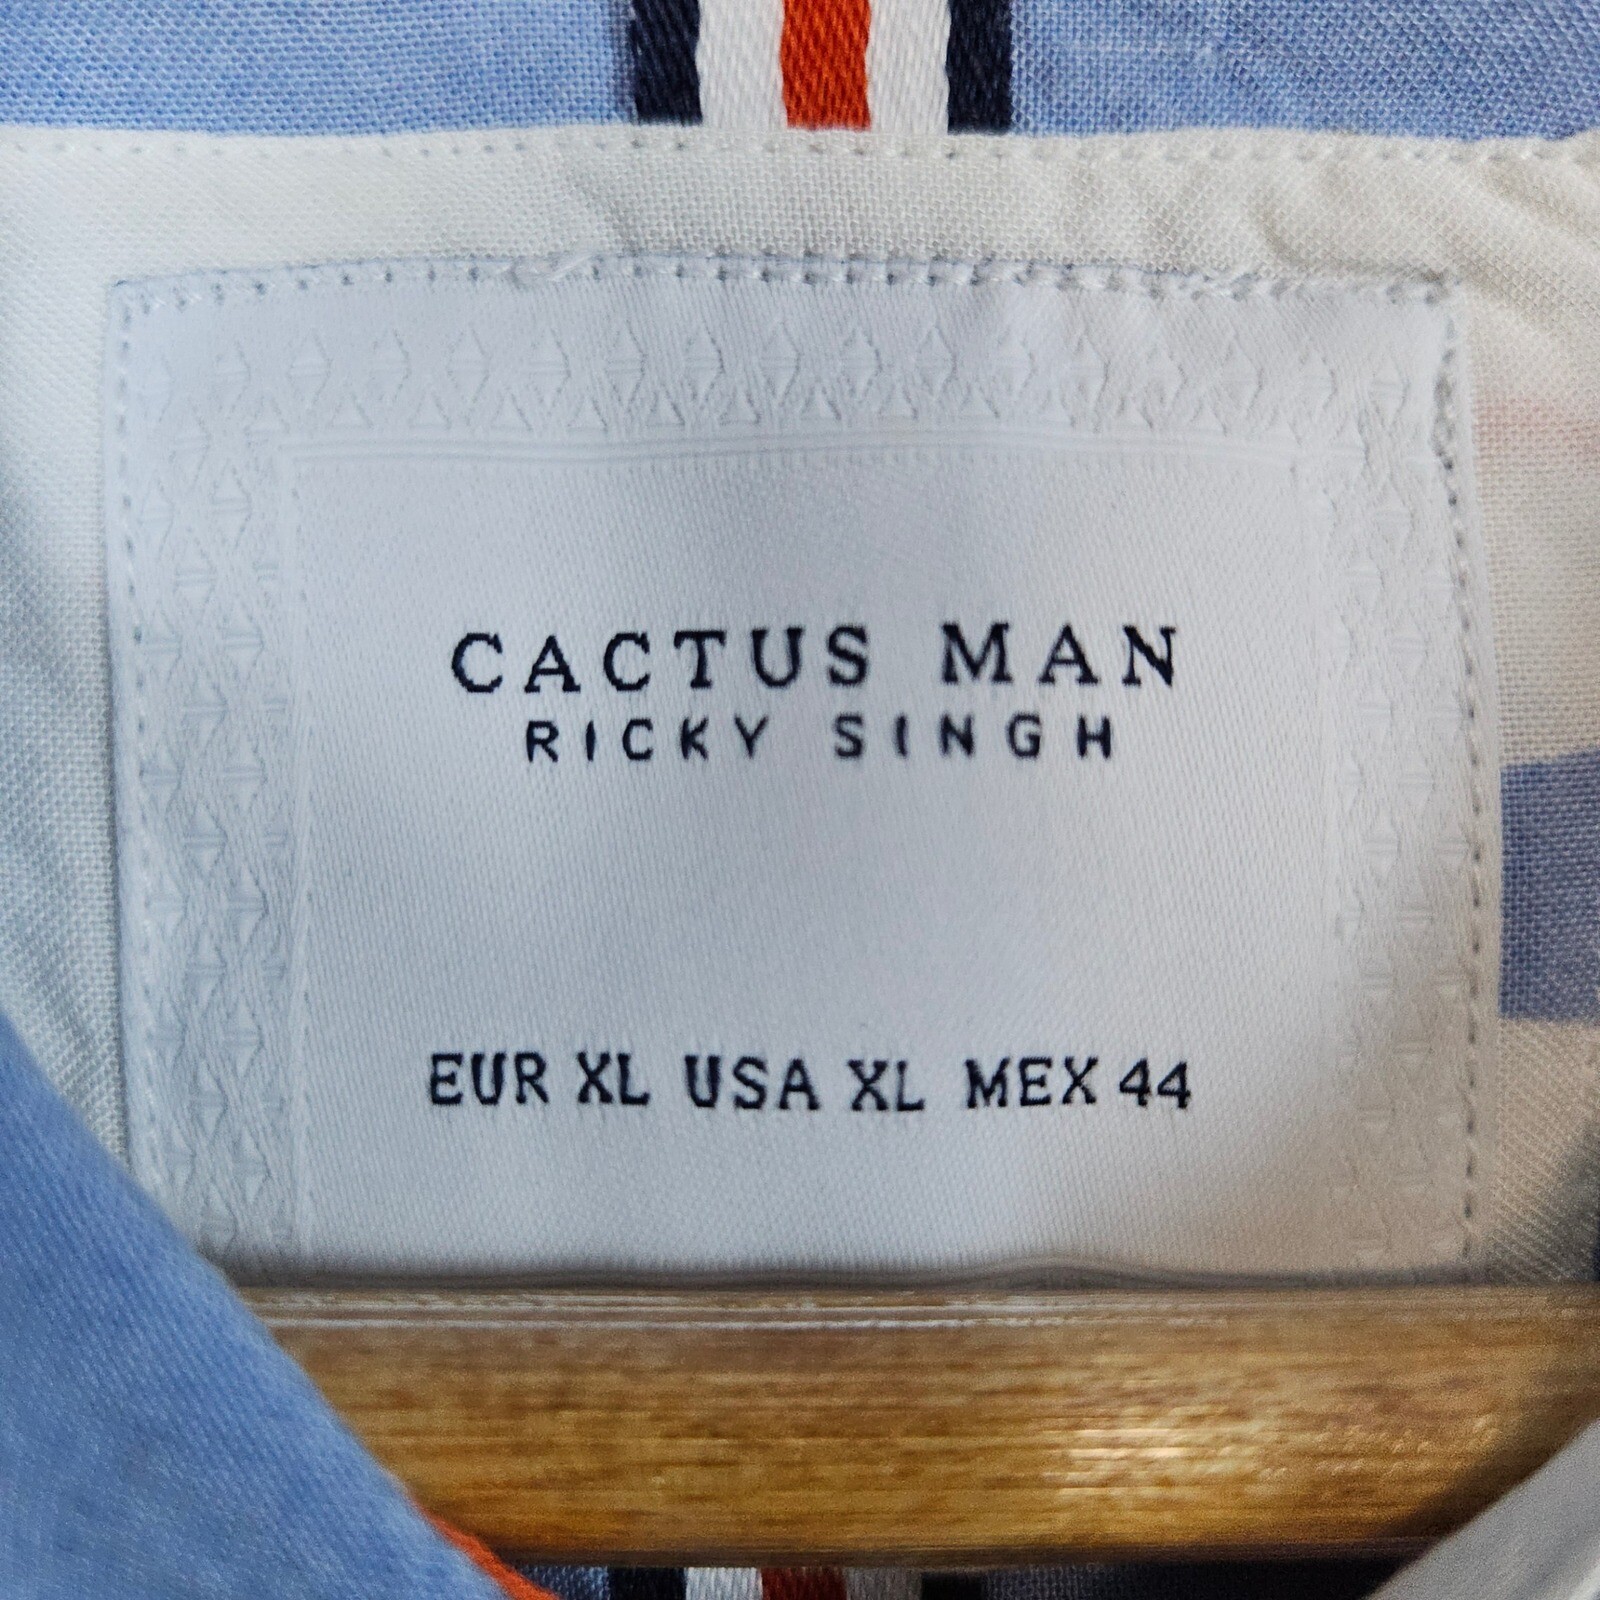 CACTUS MAN
RICKY SINGH
EUR XL USA XL MEX 44